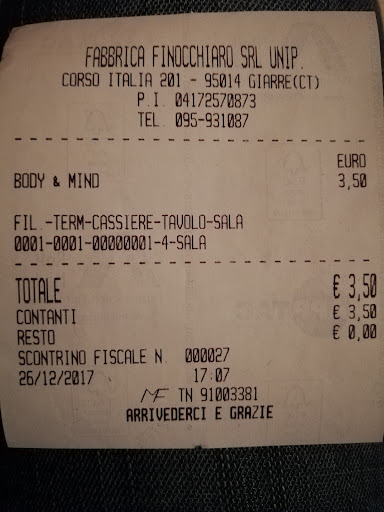 FABBRICA FINOCCHIARO SRL UNIP.
CORSO ITALIA 201 - 95014 GIARRE(CT)
P.I. 04172570873
TEL. 095-931087
EURO
BODY & MIND 3,50
FIL.-TERM-CASSIERE-TAVOLO-SALA
0001-0001-00000001-4-SALA
TOTALE € 3,50
CONTANTI € 3,50
RESTO € 0,00
SCONTRINO FISCALE N. 000027
26/12/2017 17:07
MF TN 91003381
ARRIVEDERCI E GRAZIE